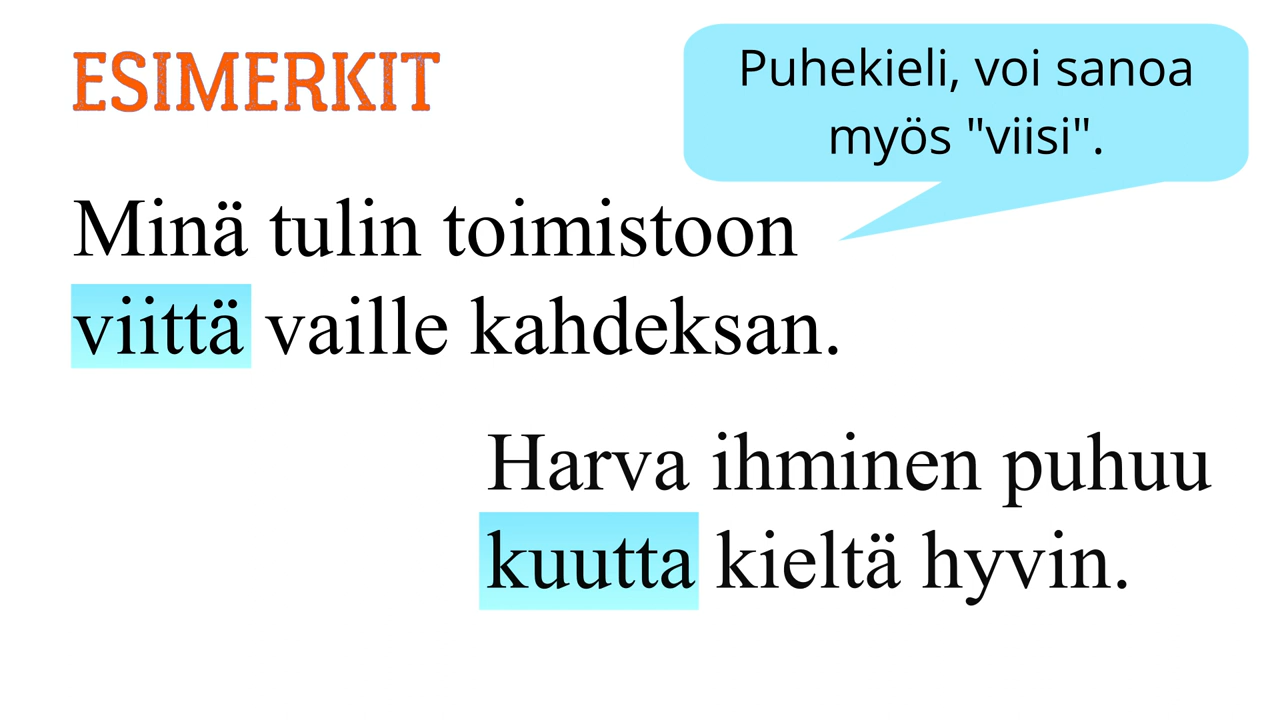 ESIMERKIT
Puhekieli, voi sanoa
myös "viisi".
Minä tulin toimistoon
viittä vaille kahdeksan.
Harva ihminen puhuu
kuutta kieltä hyvin.